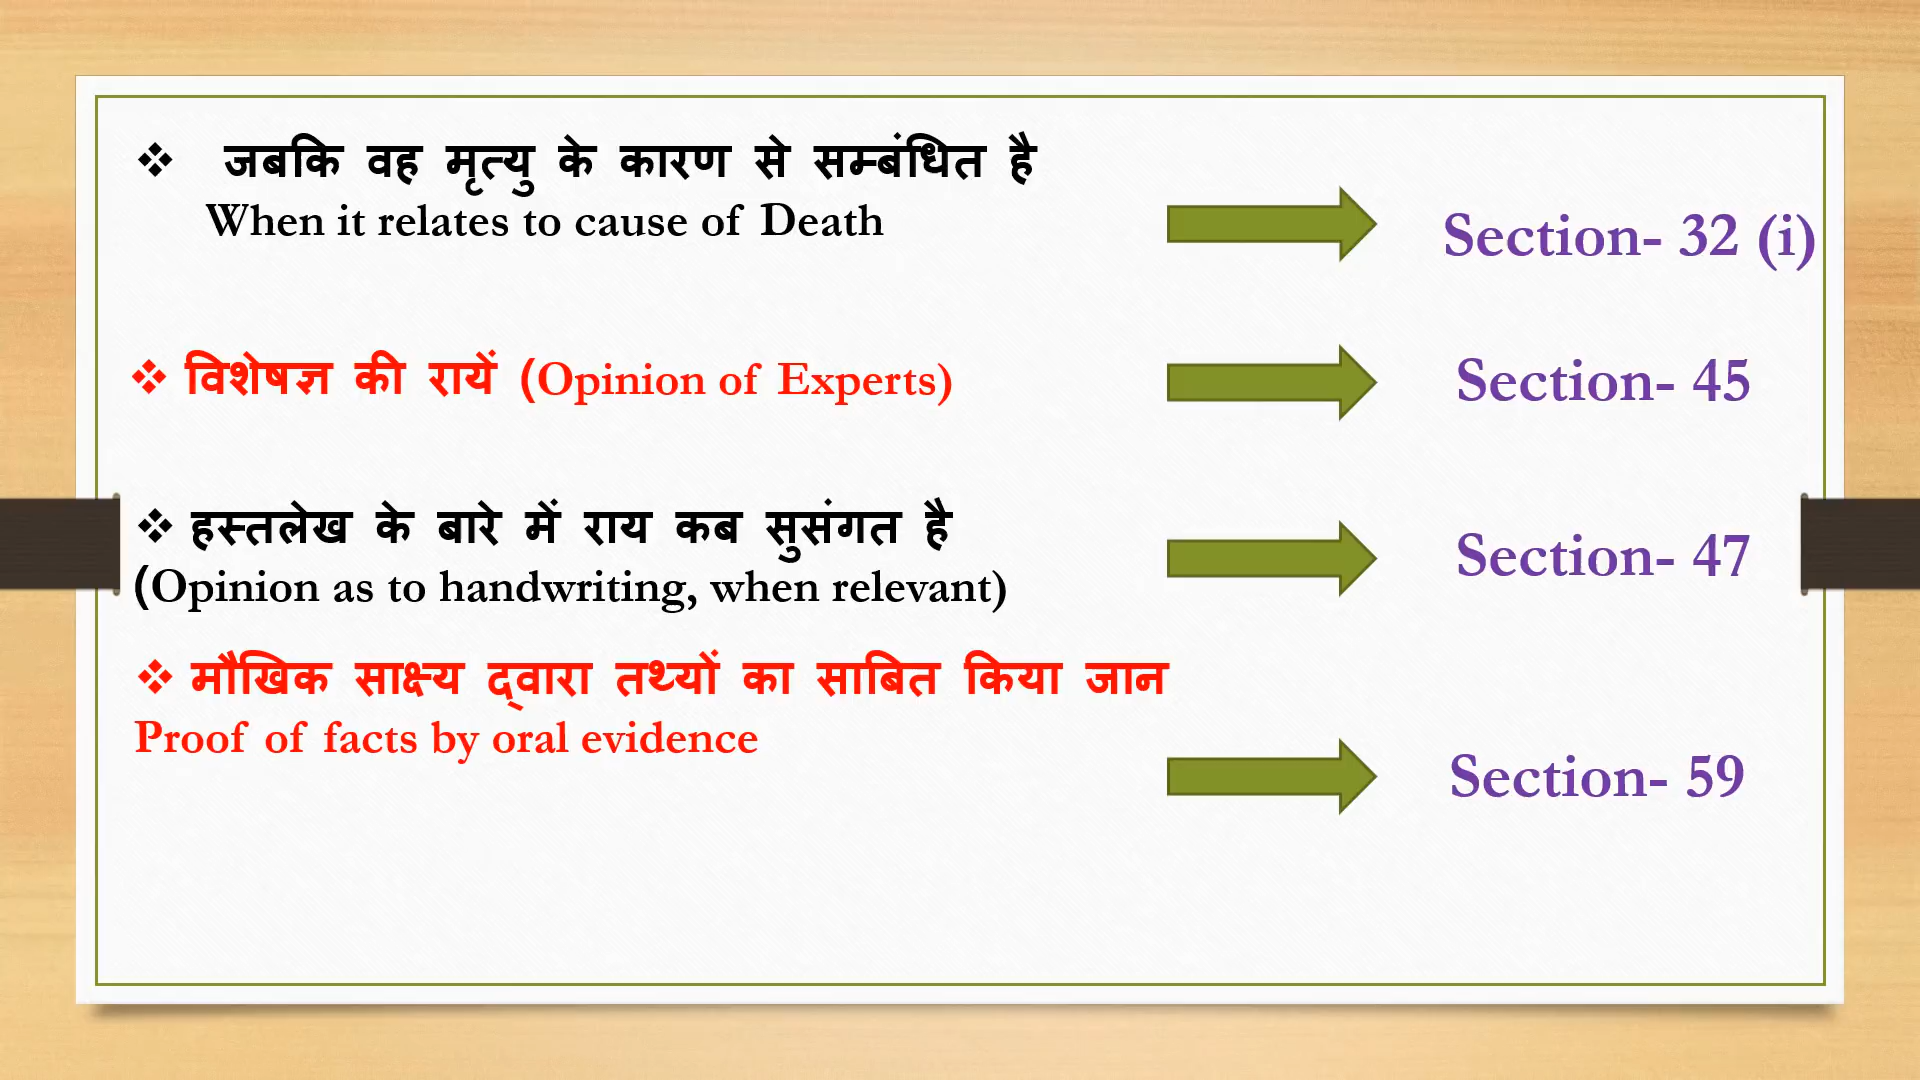 ❖ जबकि वह मृत्यु के कारण से सम्बंधित है
When it relates to cause of Death
Section- 32 (i)
❖ विशेषज्ञ की रायें (Opinion of Experts)
Section- 45
❖ हस्तलेख के बारे में राय कब सुसंगत है
(Opinion as to handwriting, when relevant)
Section- 47
❖ मौखिक साक्ष्य द्वारा तथ्यों का साबित किया जान
Proof of facts by oral evidence
Section- 59